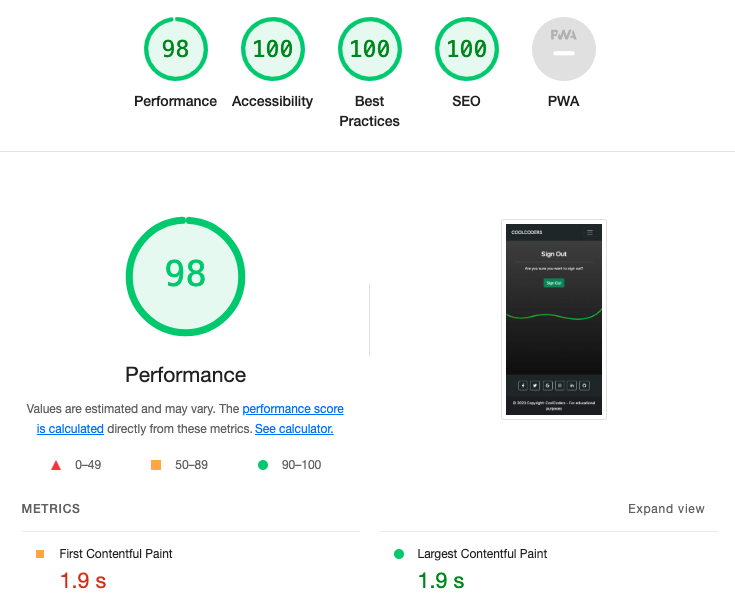 98
100
100
100
PWA
Performance
Accessibility
Best
Practices
SEO
PWA
98
Performance
Values are estimated and may vary. The performance score
is calculated directly from these metrics. See calculator.
0–49
50–89
90–100
COOLCODERS
Sign Out
Are you sure you want to sign out?
Sign Out
© 2023 Copyright: CoolCoders - For educational
purposes
METRICS
Expand view
First Contentful Paint
1.9 s
Largest Contentful Paint
1.9 s